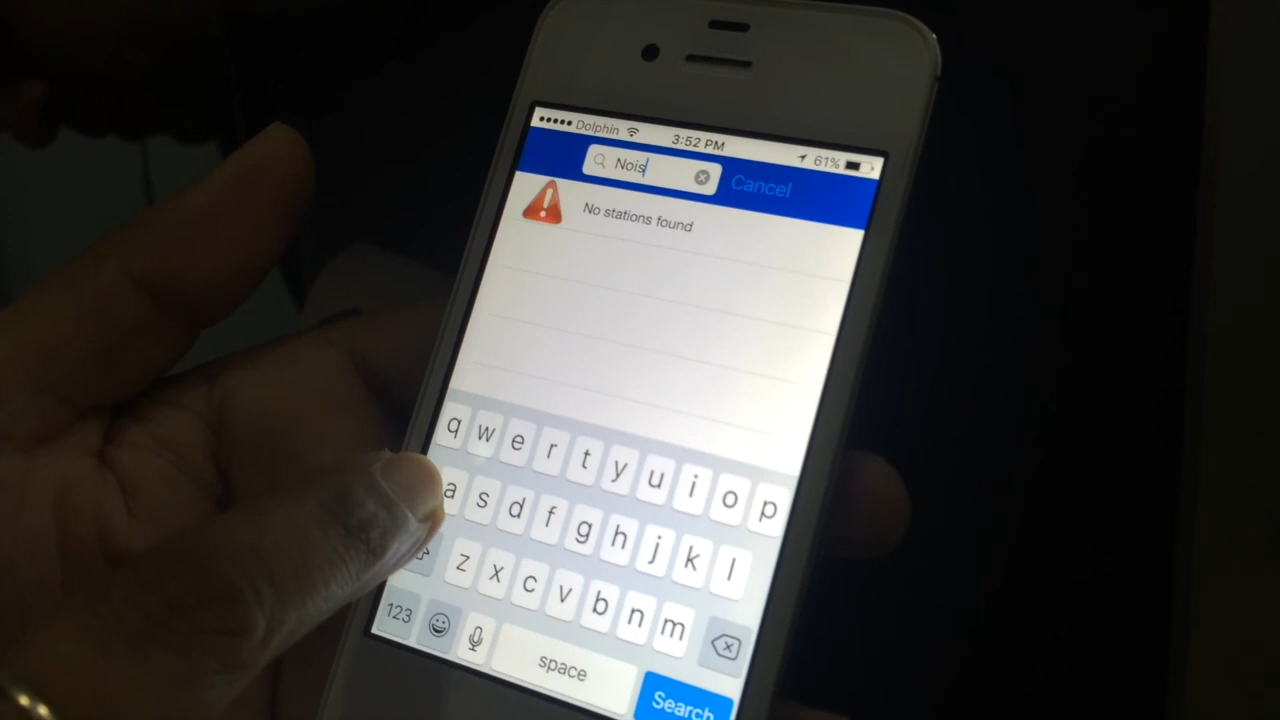 Dolphin 3:52 PM 61%
Nois Cancel
No stations found
q w e r t y u i o p
a s d f g h j k l
z x c v b n m
123 space Search